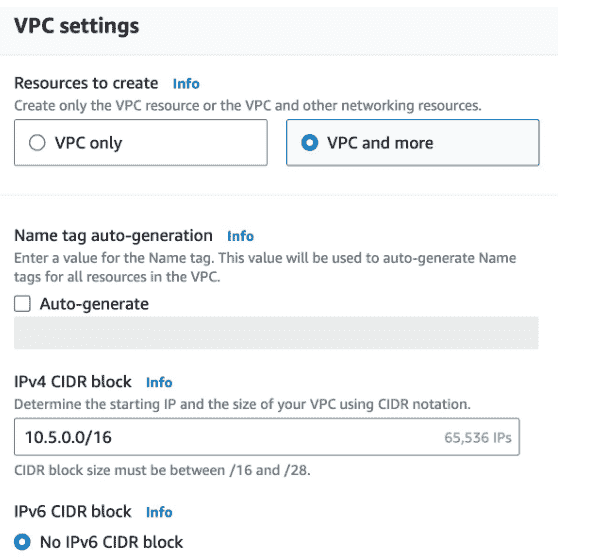 VPC settings
Resources to create Info
Create only the VPC resource or the VPC and other networking resources.
VPC only VPC and more
Name tag auto-generation Info
Enter a value for the Name tag. This value will be used to auto-generate Name
tags for all resources in the VPC.
Auto-generate
IPv4 CIDR block Info
Determine the starting IP and the size of your VPC using CIDR notation.
10.5.0.0/16 65,536 IPs
CIDR block size must be between /16 and /28.
IPv6 CIDR block Info
No IPv6 CIDR block